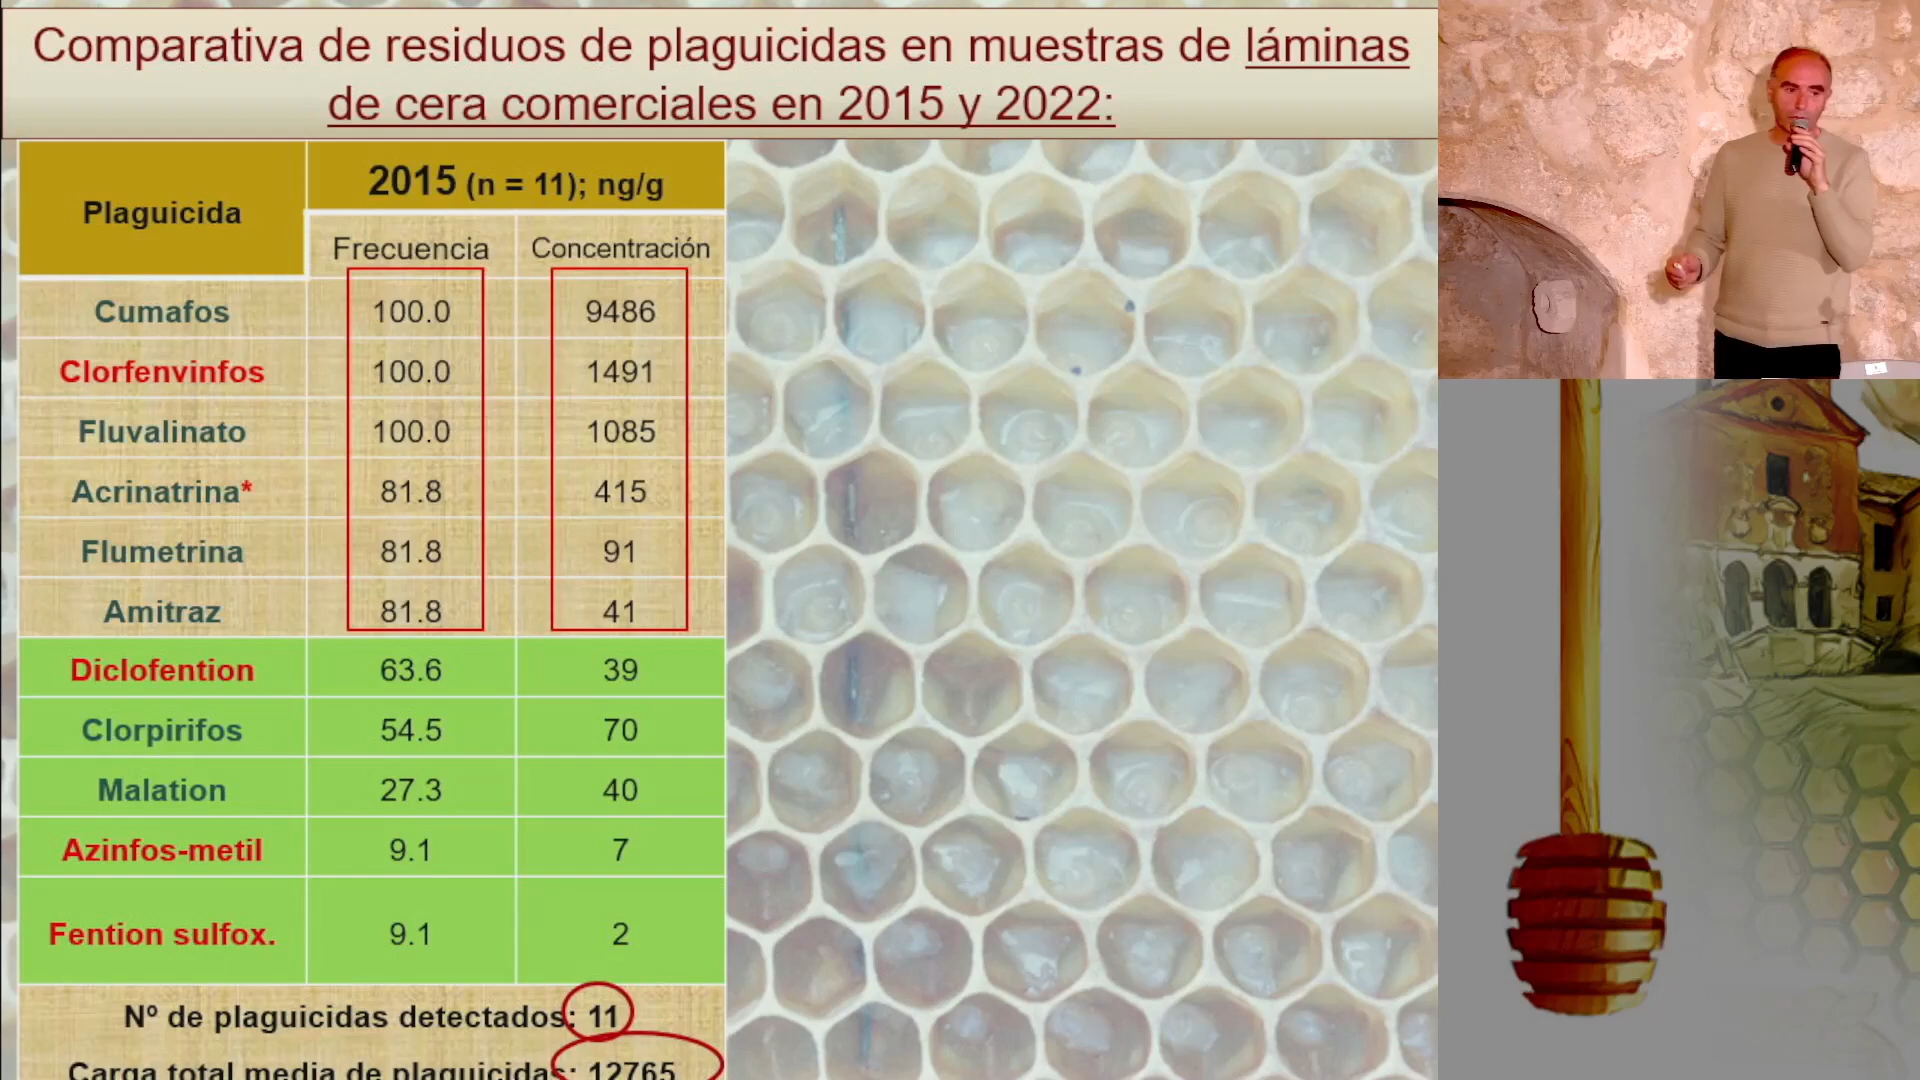 Comparativa de residuos de plaguicidas en muestras de láminas
de cera comerciales en 2015 y 2022:
Plaguicida
2015 (n = 11); ng/g
Frecuencia Concentración
Cumafos 100.0 9486
Clorfenvinfos 100.0 1491
Fluvalinato 100.0 1085
Acrinatrina* 81.8 415
Flumetrina 81.8 91
Amitraz 81.8 41
Diclofention 63.6 39
Clorpirifos 54.5 70
Malation 27.3 40
Azinfos-metil 9.1 7
Fention sulfox. 9.1 2
Nº de plaguicidas detectados: 11
Carga total media de plaguicidas: 12765